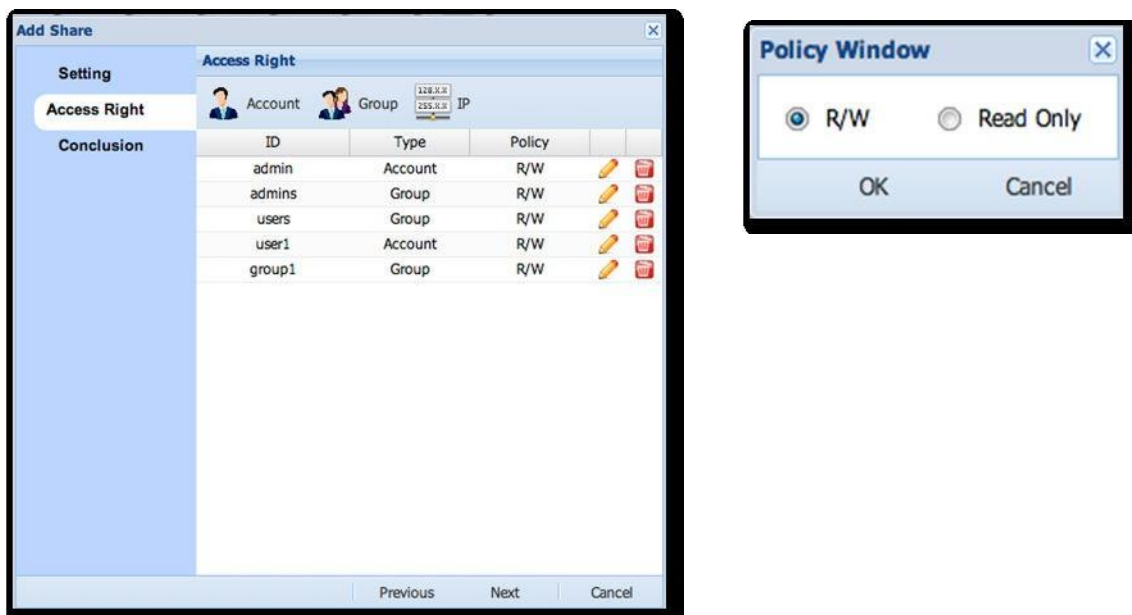 Add Share
Setting
Access Right
Conclusion
Access Right
Account Group 128.X.X 255.X.X IP
ID Type Policy
admin Account R/W
admins Group R/W
users Group R/W
user1 Account R/W
group1 Group R/W
Previous Next Cancel
Policy Window
R/W Read Only
OK Cancel